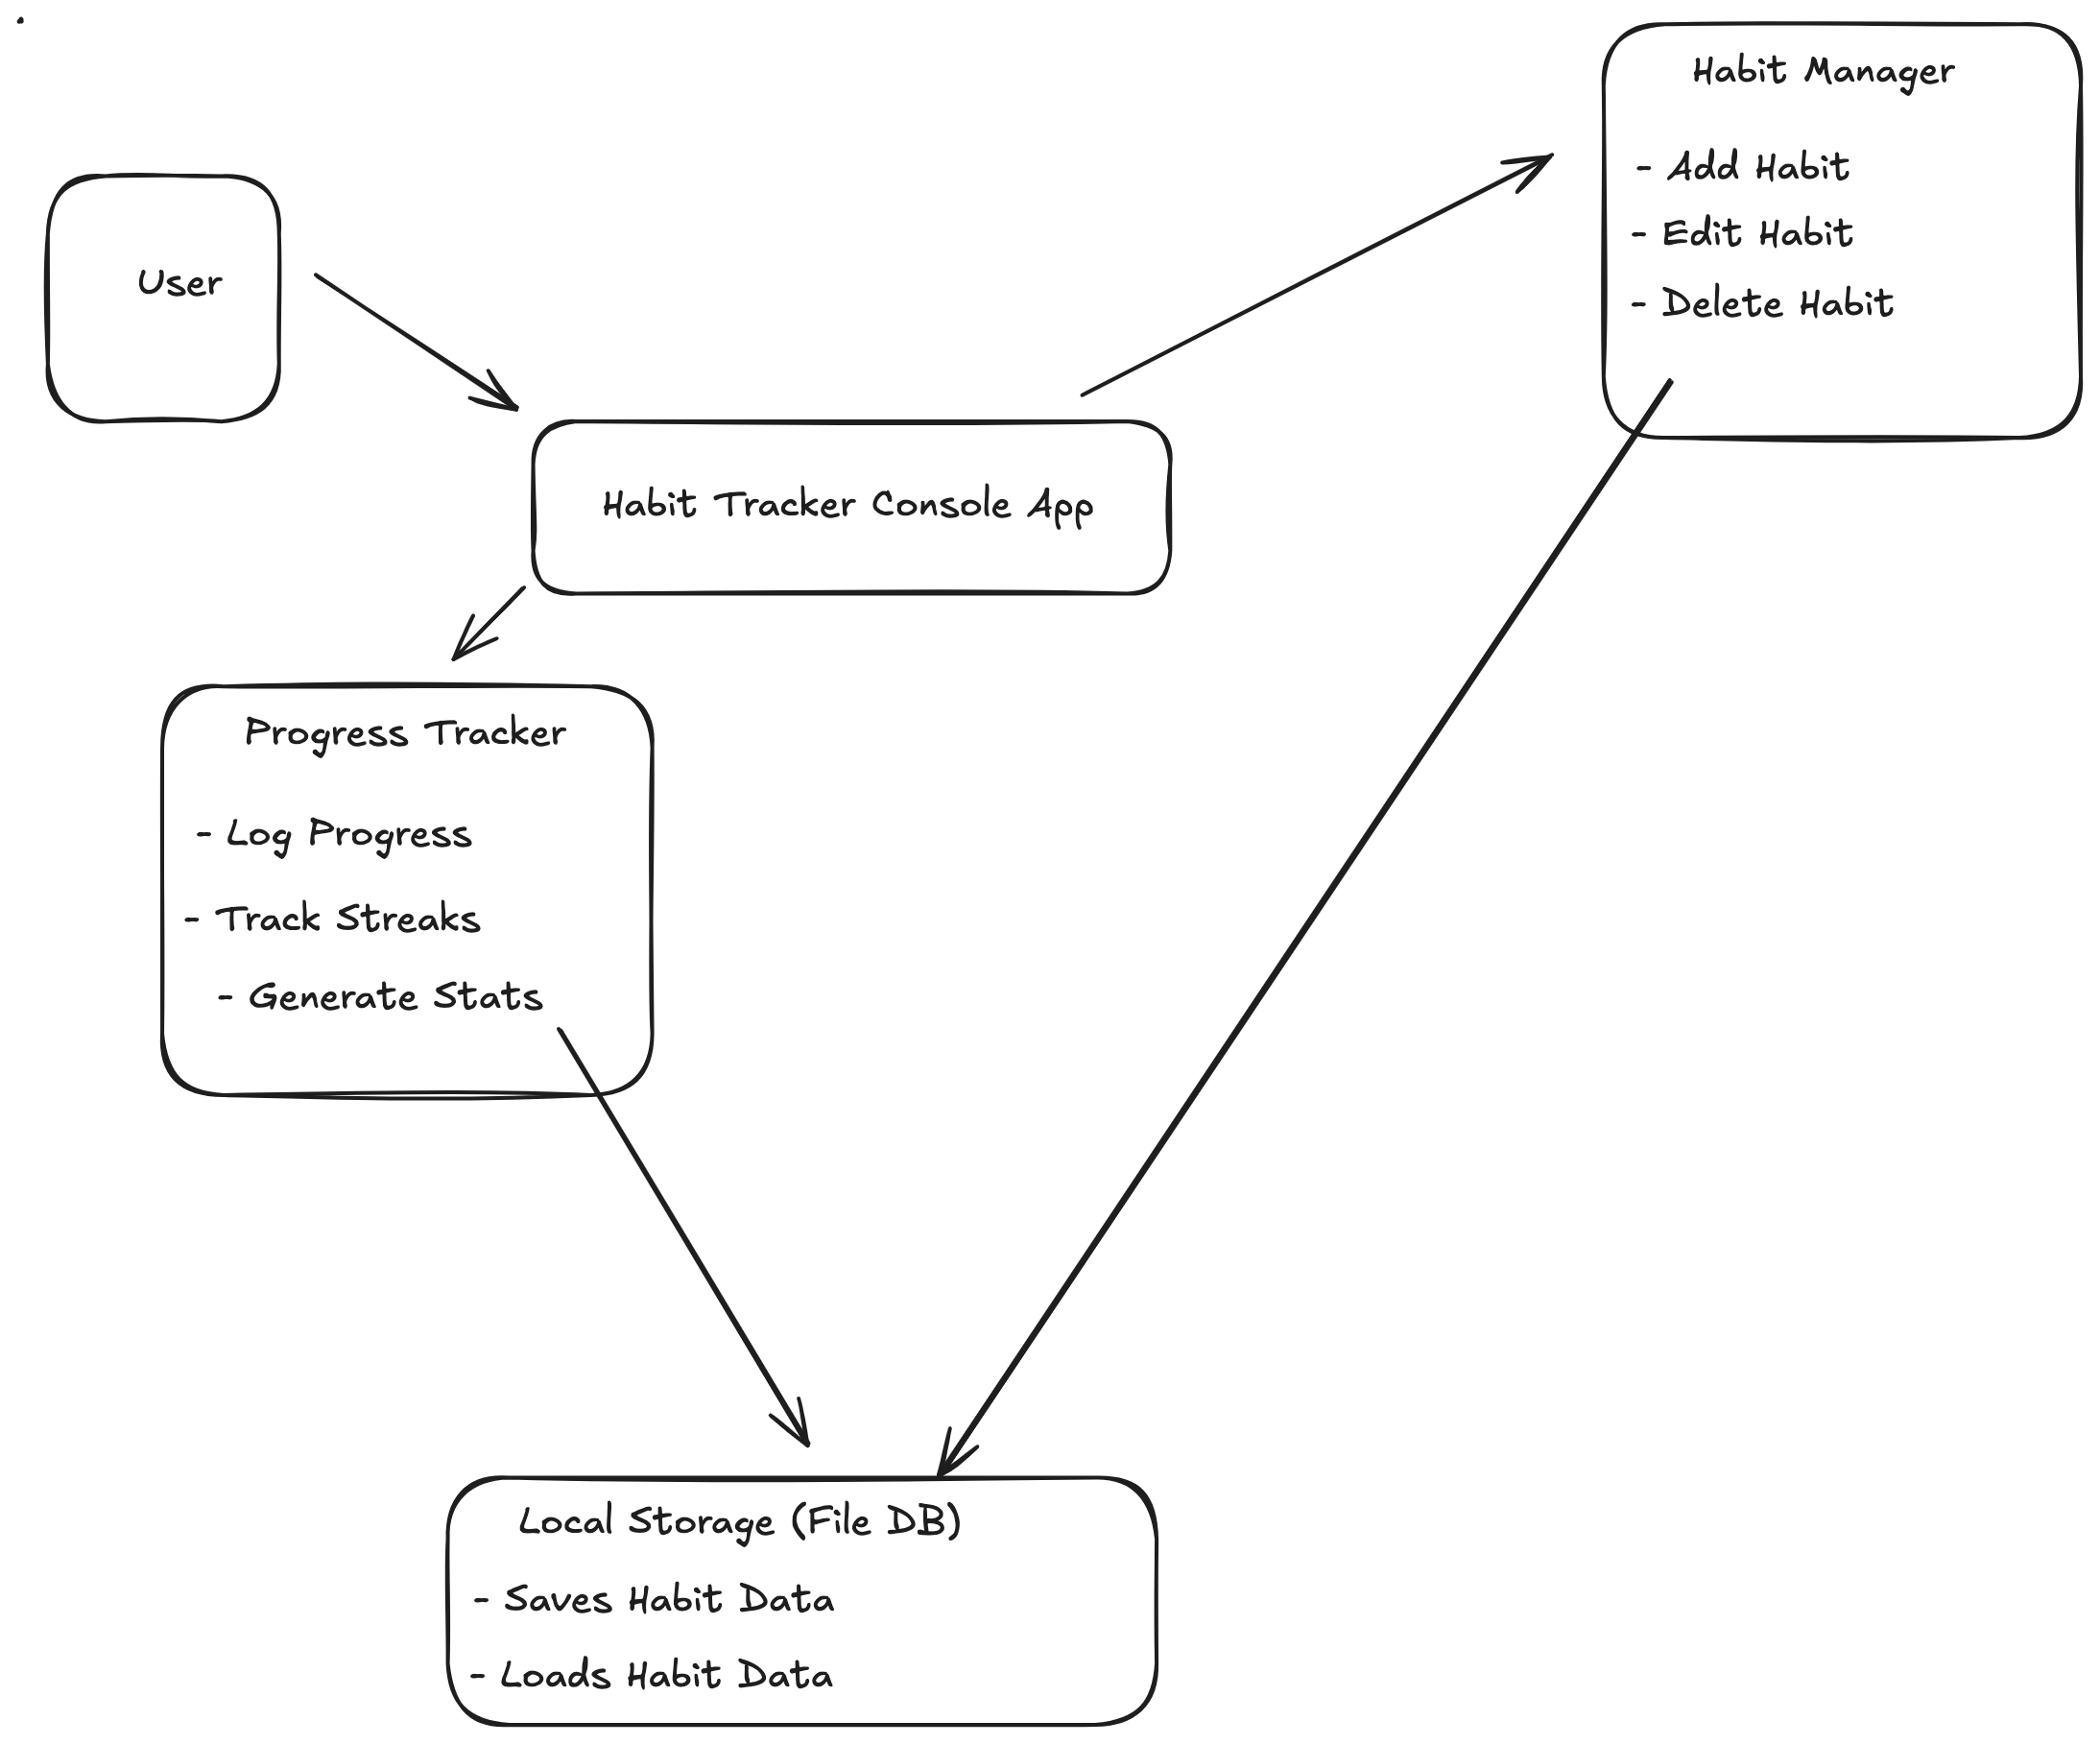 User
Habit Tracker Console App
Habit Manager
- Add Habit
- Edit Habit
- Delete Habit
Progress Tracker
- Log Progress
- Track Streaks
- Generate Stats
Local Storage (File DB)
- Saves Habit Data
- Loads Habit Data